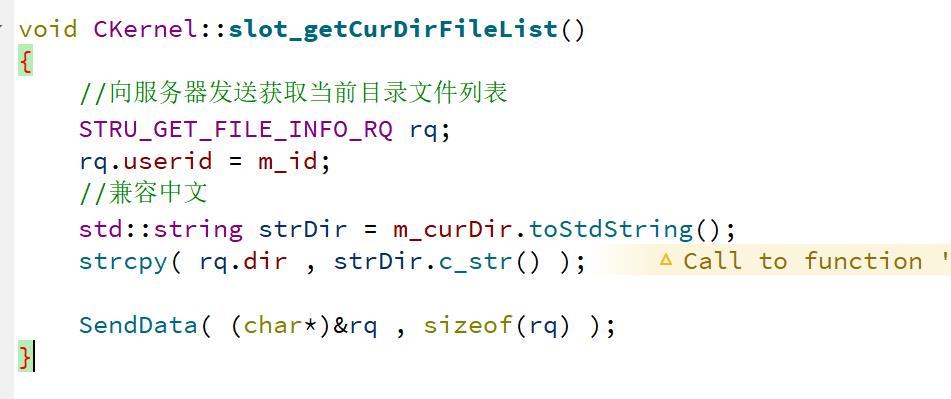 void CKernel::slot_getCurDirFileList()
{
//向服务器发送获取当前目录文件列表
STRU_GET_FILE_INFO_RQ rq;
rq.userid = m_id;
//兼容中文
std::string strDir = m_curDir.toStdString();
strcpy( rq.dir , strDir.c_str() ); △ Call to function '
SendData( (char*)&rq , sizeof(rq) );
}